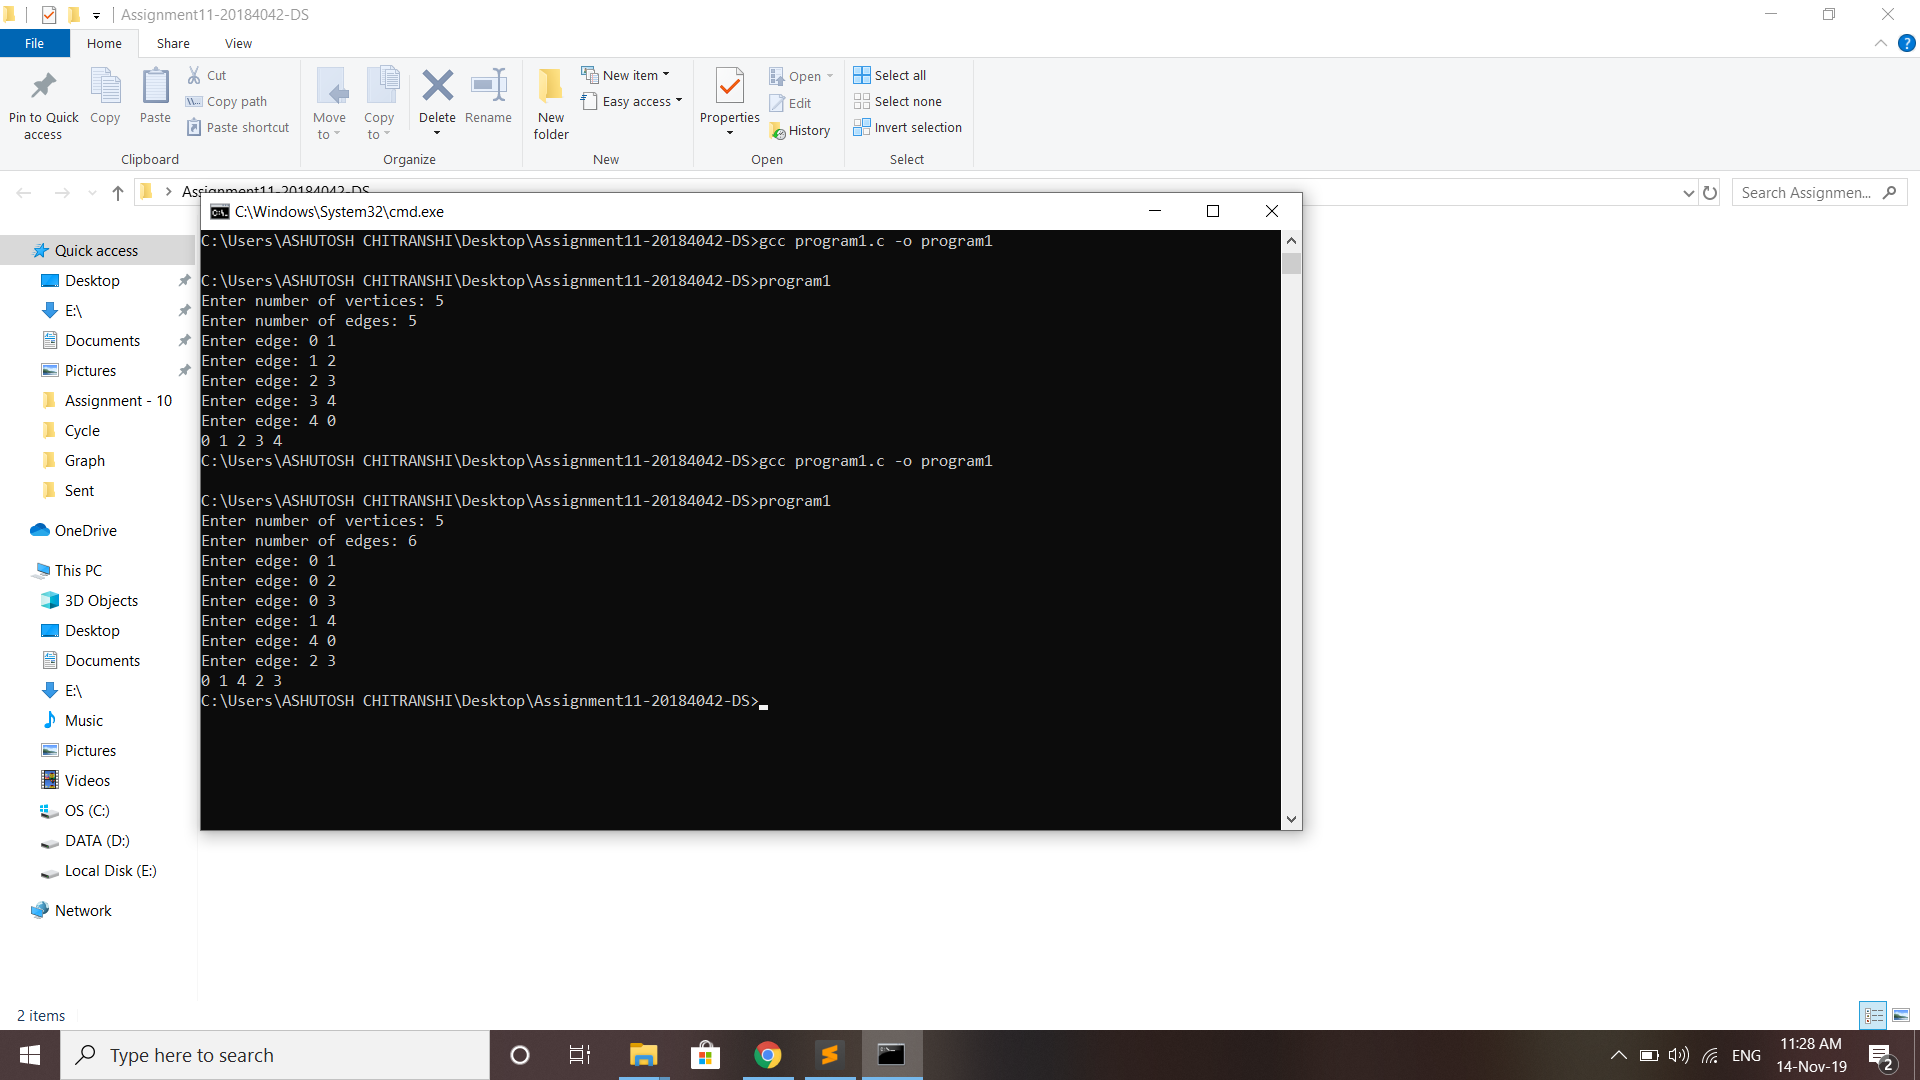 Assignment11-20184042-DS
File Home Share View
Pin to Quick access
Copy
Paste
Cut
Copy path
Paste shortcut
Clipboard
Move to
Copy to
Delete
Rename
Organize
New folder
New item
Easy access
New
Properties
Open
Edit
History
Open
Select all
Select none
Invert selection
Select
Assignment11-20184042-DS
Search Assignmen...
Quick access
Desktop
E:\
Documents
Pictures
Assignment - 10
Cycle
Graph
Sent
OneDrive
This PC
3D Objects
Desktop
Documents
E:\
Music
Pictures
Videos
OS (C:)
DATA (D:)
Local Disk (E:)
Network
C:\Windows\System32\cmd.exe
C:\Users\ASHUTOSH CHITRANSHI\Desktop\Assignment11-20184042-DS>gcc program1.c -o program1
C:\Users\ASHUTOSH CHITRANSHI\Desktop\Assignment11-20184042-DS>program1
Enter number of vertices: 5
Enter number of edges: 5
Enter edge: 0 1
Enter edge: 1 2
Enter edge: 2 3
Enter edge: 3 4
Enter edge: 4 0
0 1 2 3 4
C:\Users\ASHUTOSH CHITRANSHI\Desktop\Assignment11-20184042-DS>gcc program1.c -o program1
C:\Users\ASHUTOSH CHITRANSHI\Desktop\Assignment11-20184042-DS>program1
Enter number of vertices: 5
Enter number of edges: 6
Enter edge: 0 1
Enter edge: 0 2
Enter edge: 0 3
Enter edge: 1 4
Enter edge: 4 0
Enter edge: 2 3
0 1 4 2 3
C:\Users\ASHUTOSH CHITRANSHI\Desktop\Assignment11-20184042-DS>
2 items
Type here to search
ENG
11:28 AM
14-Nov-19
2